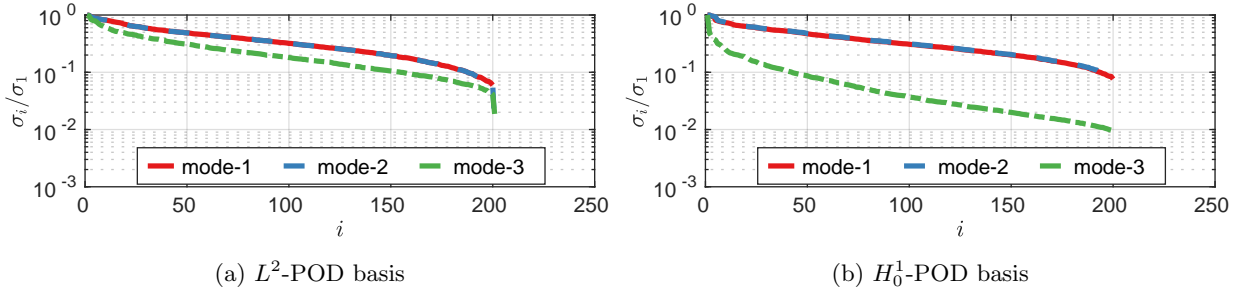 10^0
10^-1
10^-2
10^-3
σ_i/σ_1
mode-1 mode-2 mode-3
0 50 100 150 200 250
i
(a) L^2-POD basis
10^0
10^-1
10^-2
10^-3
σ_i/σ_1
mode-1 mode-2 mode-3
0 50 100 150 200 250
i
(b) H_0^1-POD basis